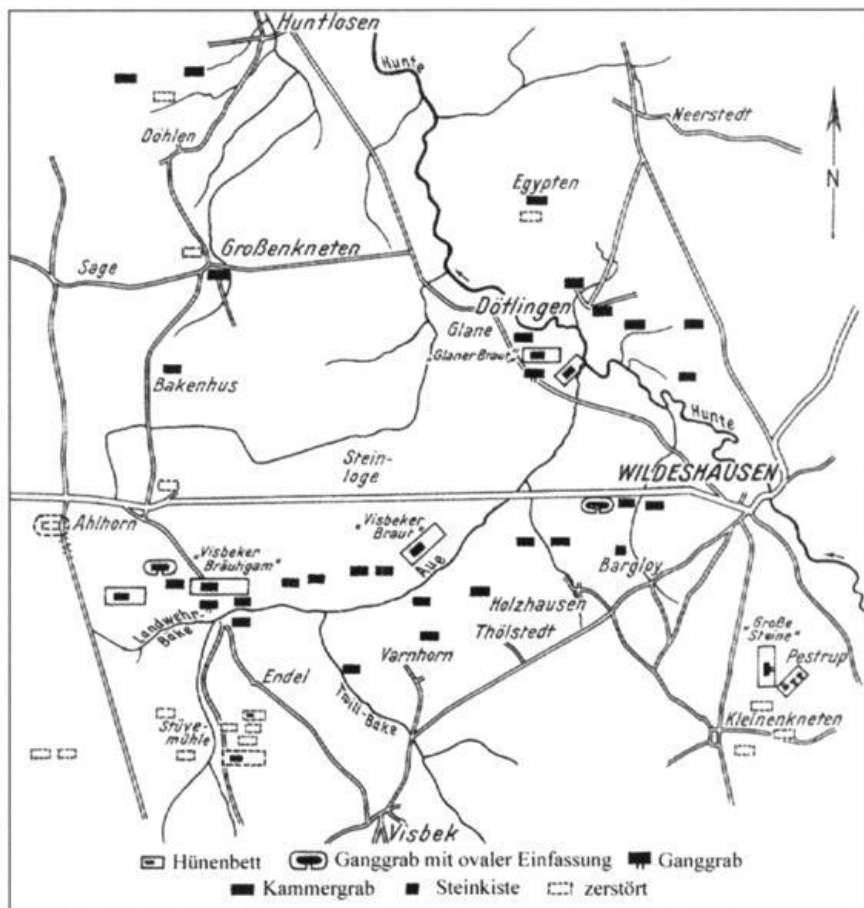 Huntlosen
Hunte
Neerstedt
Döhlen
Egypten
N
Großenkneten
Sage
Dötlingen
Glane
"Glaner Braut"
Bakenhus
Hunte
Stein-
loge
WILDESHAUSEN
Ahlhorn
"Visbeker
Braut"
"Visbeker
Bräutigam"
Aue
Bargloy
Landwehr-
Bake
Holzhausen
Thölstedt
"Große
Steine"
Varnhorn
Pestrup
Endel
Twill-Bake
Stüve-
mühle
Kleinenkneten
Visbek
Hünenbett
Ganggrab mit ovaler Einfassung
Ganggrab
Kammergrab
Steinkiste
zerstört